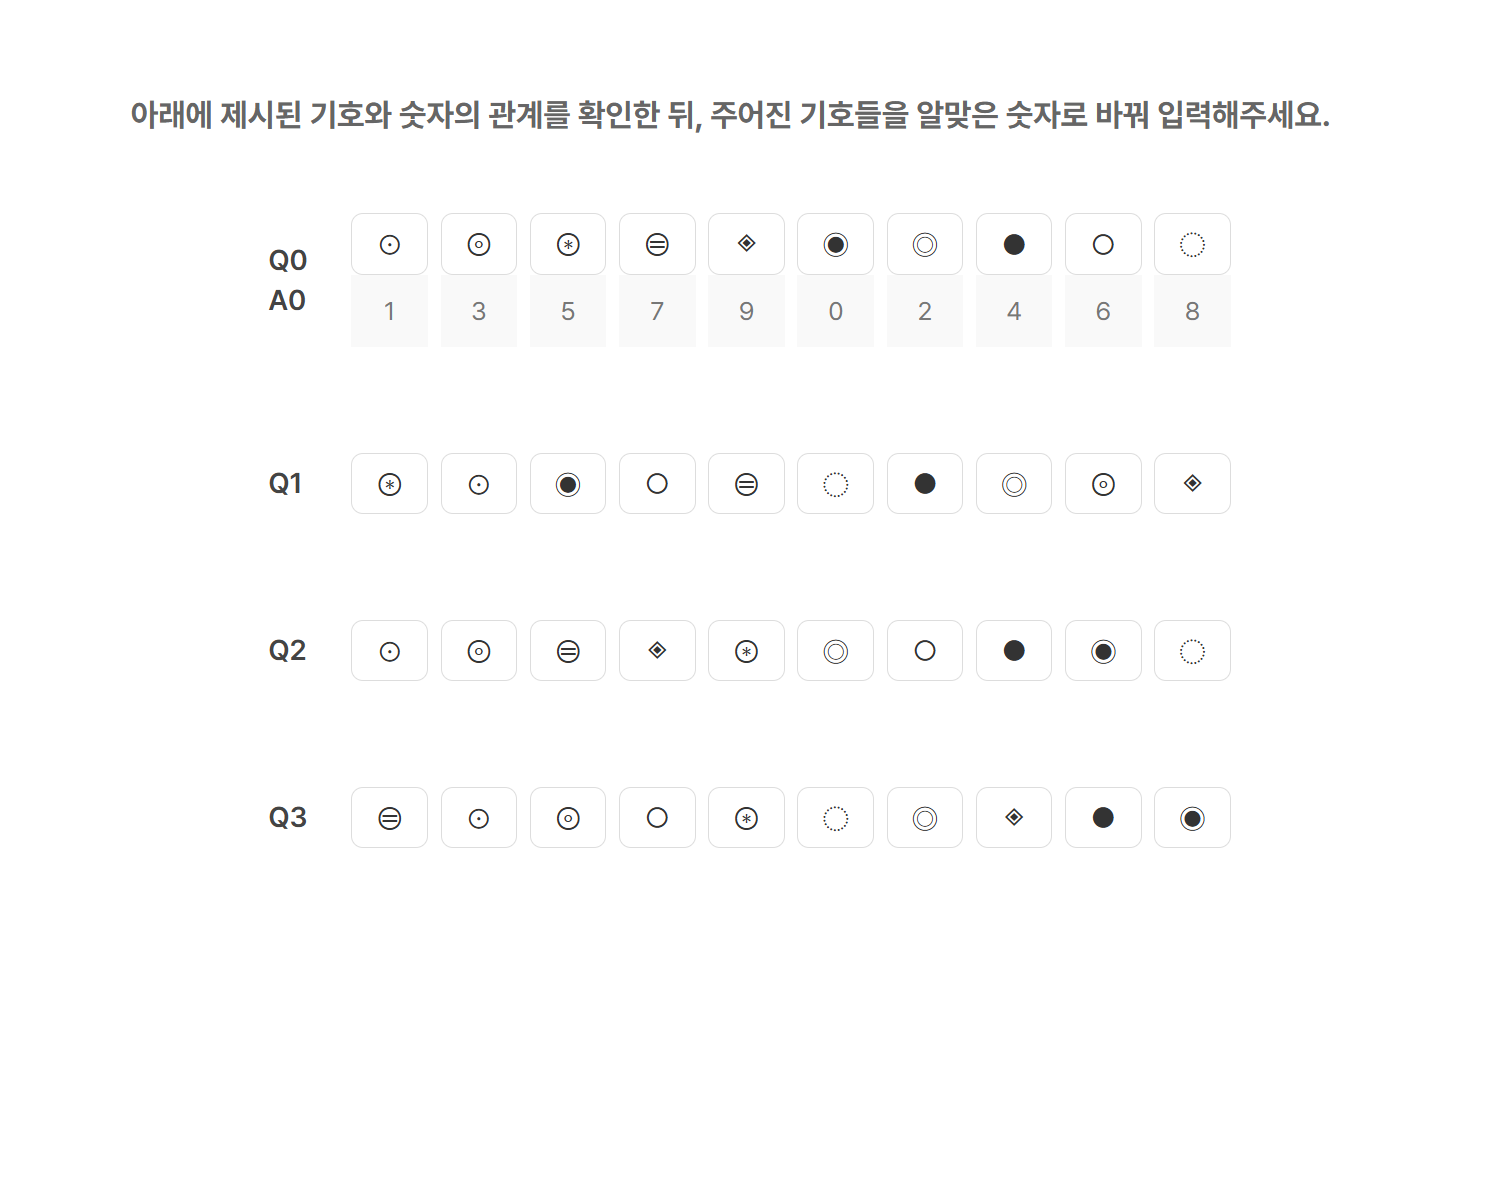 아래에 제시된 기호와 숫자의 관계를 확인한 뒤, 주어진 기호들을 알맞은 숫자로 바꿔 입력해주세요.
Q0 ⊙ ⊚ ⊛ ⊜ ◈ ◉ ◎ ● ○ ◌
A0 1 3 5 7 9 0 2 4 6 8
Q1 ⊛ ⊙ ◉ ○ ⊜ ◌ ● ◎ ⊚ ◈
Q2 ⊙ ⊚ ⊜ ◈ ⊛ ◎ ○ ● ◉ ◌
Q3 ⊜ ⊙ ⊚ ○ ⊛ ◌ ◎ ◈ ● ◉